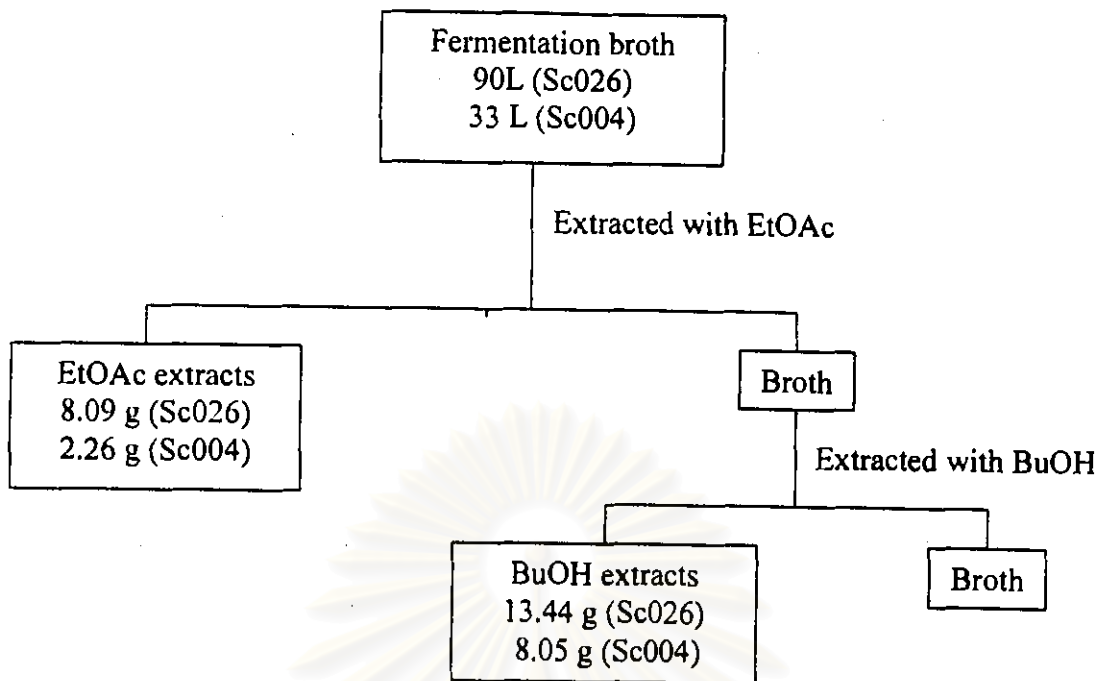 Fermentation broth
90L (Sc026)
33 L (Sc004)
Extracted with EtOAc
EtOAc extracts
8.09 g (Sc026)
2.26 g (Sc004)
Broth
Extracted with BuOH
BuOH extracts
13.44 g (Sc026)
8.05 g (Sc004)
Broth